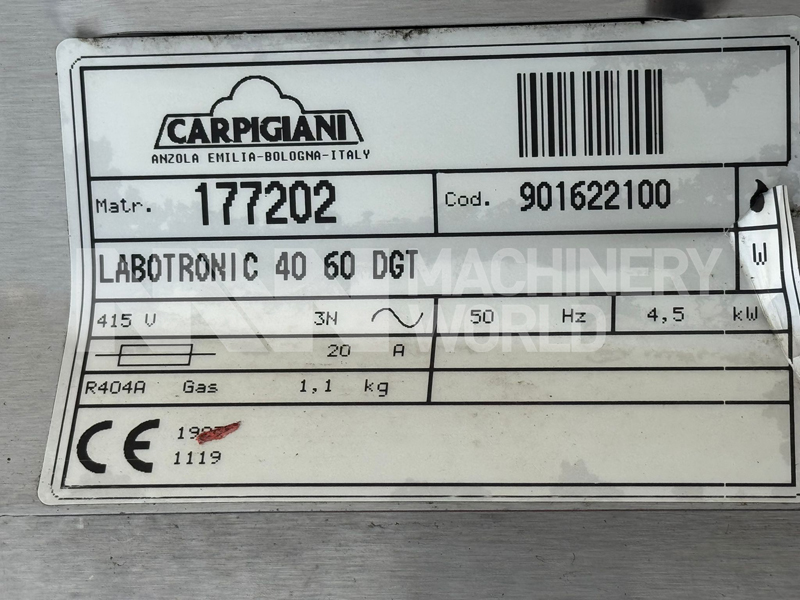 CARPIGIANI
ANZOLA EMILIA-BOLOGNA-ITALY
Matr. 177202 Cod. 901622100
LABOTRONIC 40 60 DGT W
MACHINERY
WORLD
415 V 3N 50 Hz 4,5 kW
20 A
R404A Gas 1,1 kg
CE
1119